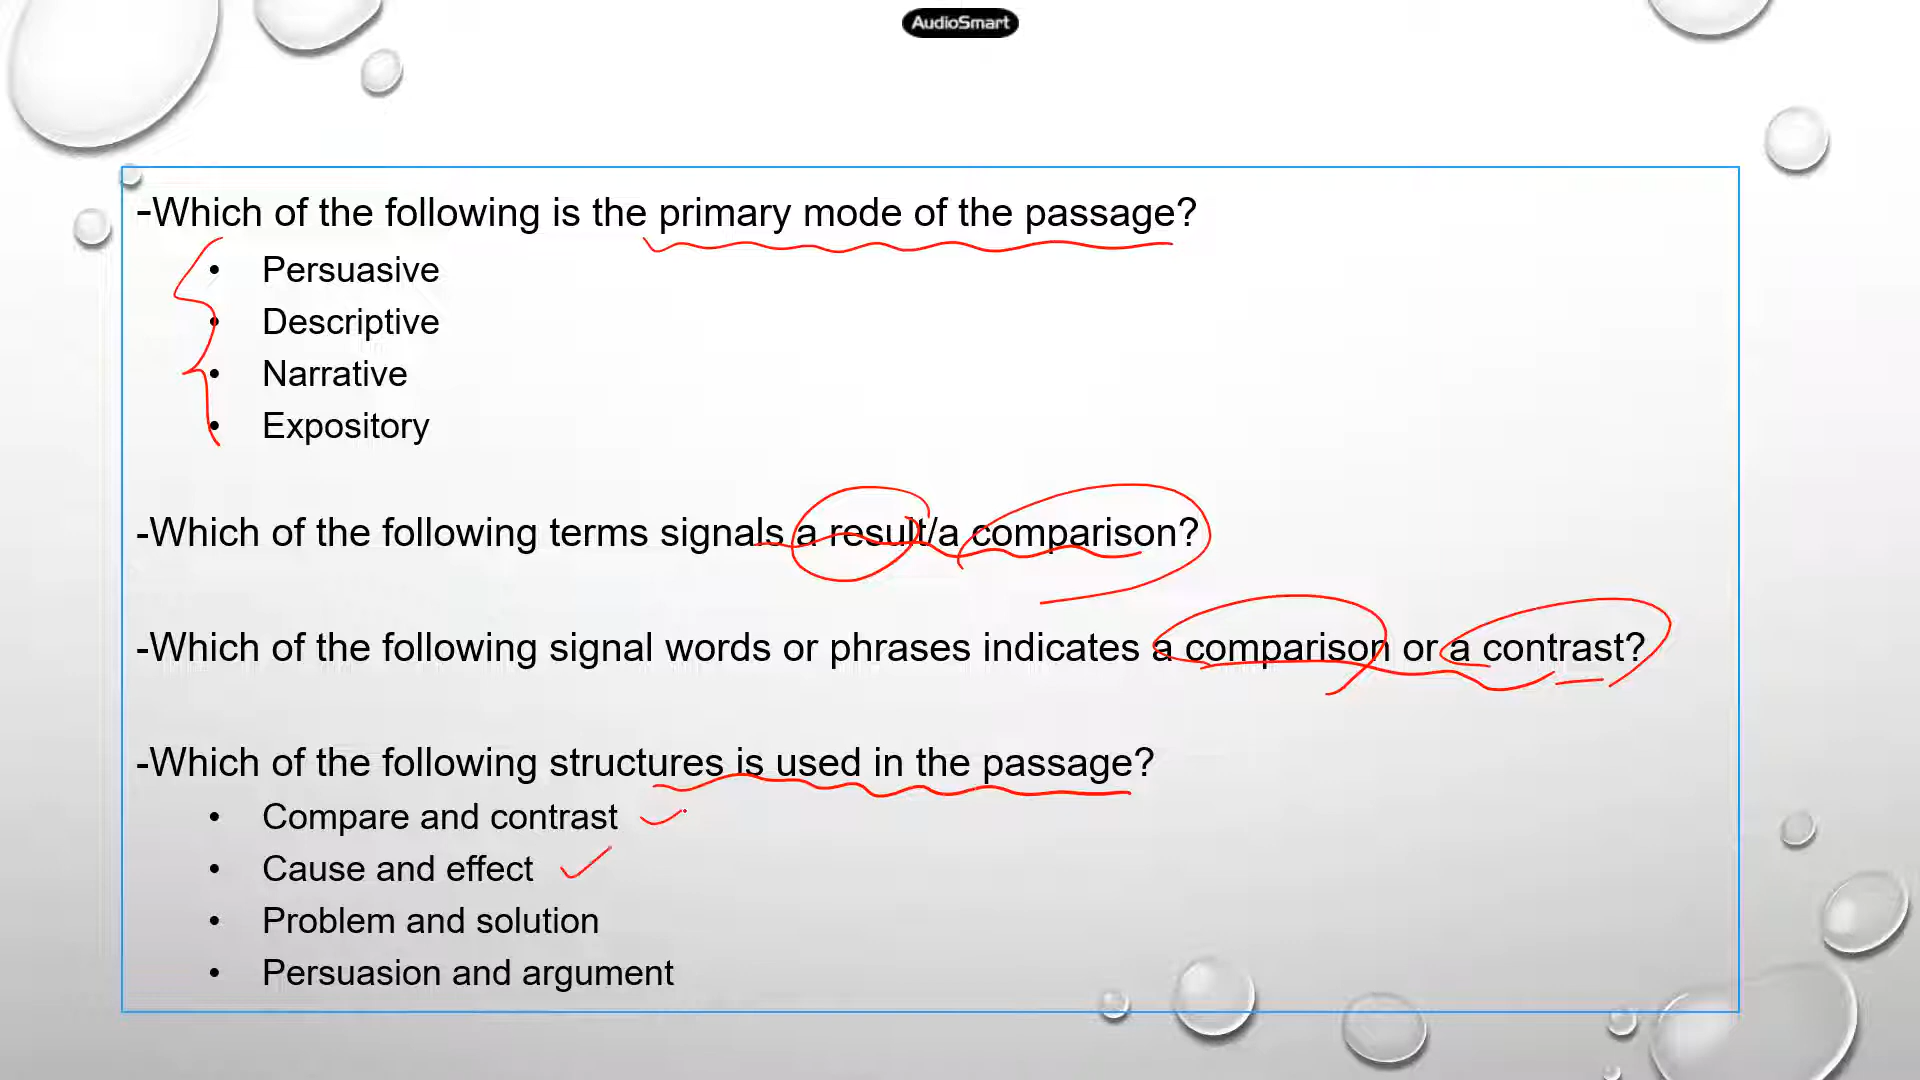 AudioSmart
-Which of the following is the primary mode of the passage?
• Persuasive
• Descriptive
• Narrative
• Expository
-Which of the following terms signals a result/a comparison?
-Which of the following signal words or phrases indicates a comparison or a contrast?
-Which of the following structures is used in the passage?
• Compare and contrast
• Cause and effect
• Problem and solution
• Persuasion and argument